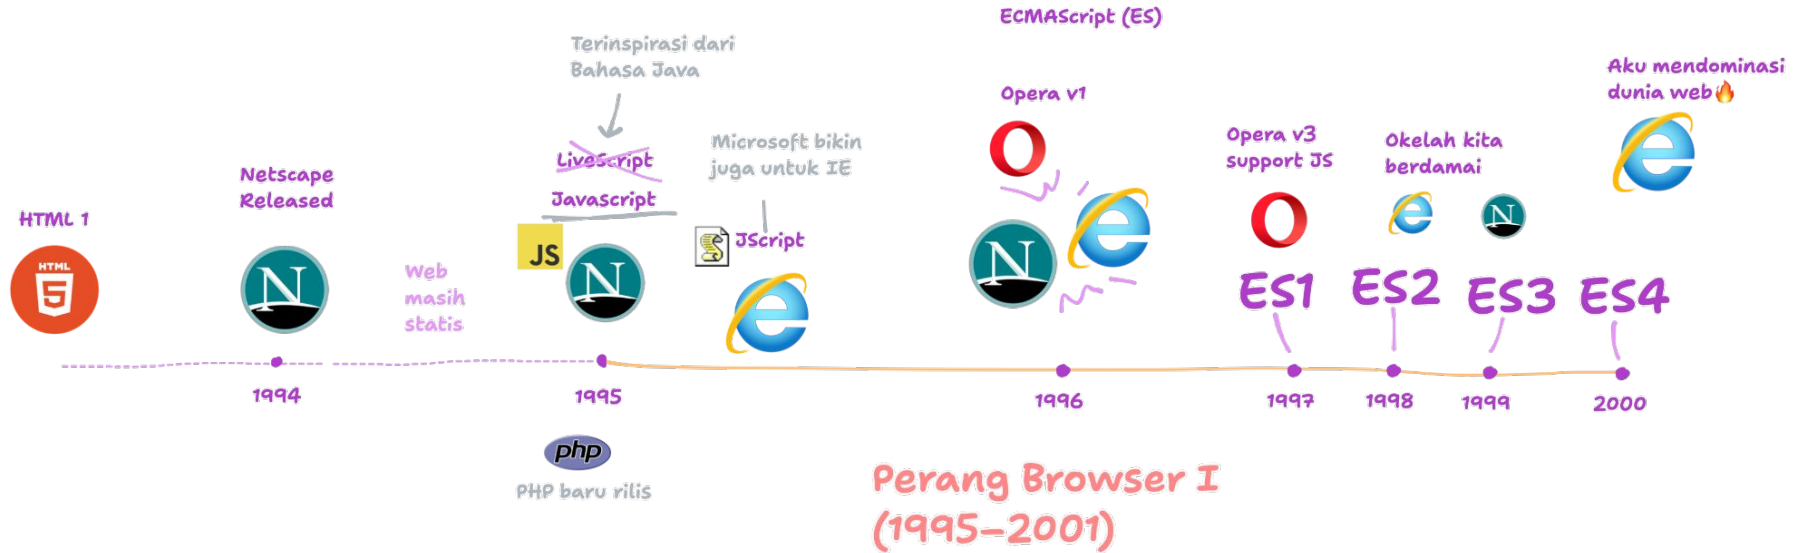 ECMAScript (ES)
Terinspirasi dari
Bahasa Java
Aku mendominasi
dunia web🔥
Opera v1
Microsoft bikin
juga untuk IE
Opera v3
support JS
Okelah kita
berdamai
LiveScript
Netscape
Released
JavaScript
HTML 1
JS
JScript
N
N
N
N
HTML
5
Web
masih
statis
ES1
ES2
ES3
ES4
1994
1995
1996
1997
1998
1999
2000
php
PHP baru rilis
Perang Browser I
(1995–2001)